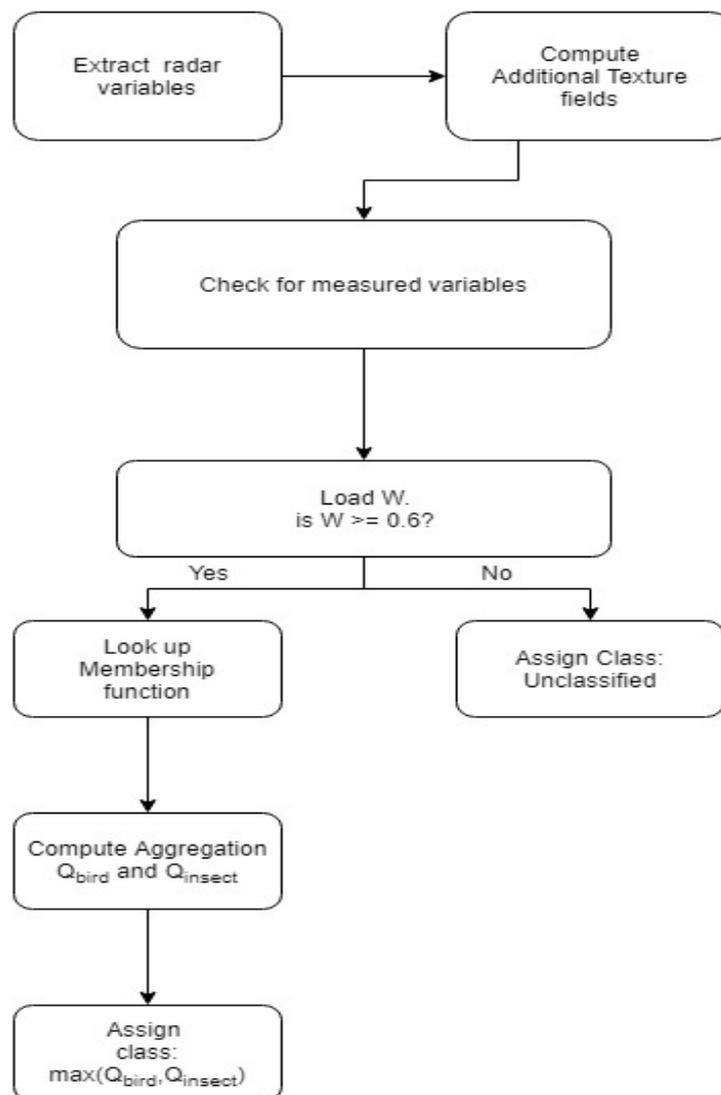 Extract radar
variables
Compute
Additional Texture
fields
Check for measured variables
Load W.
is W >= 0.6?
Yes
No
Look up
Membership
function
Assign Class:
Unclassified
Compute Aggregation
Qbird and Qinsect
Assign
class:
max(Qbird,Qinsect)